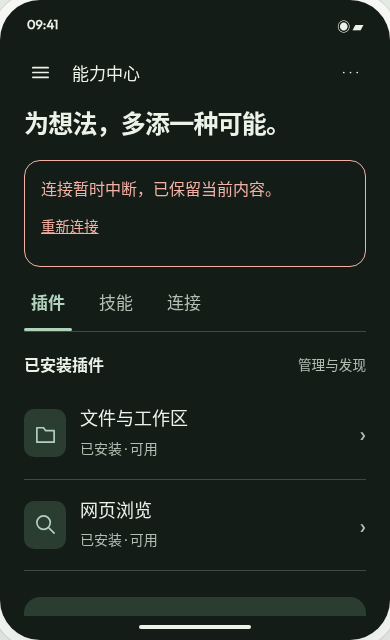 09:41
能力中心
···
为想法，多添一种可能。
连接暂时中断，已保留当前内容。
重新连接
插件 技能 连接
已安装插件 管理与发现
文件与工作区
已安装·可用
网页浏览
已安装·可用